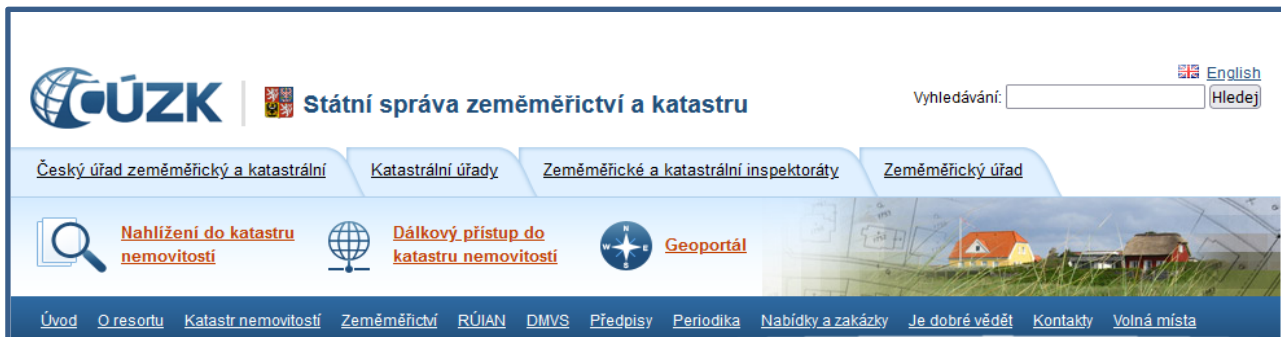 English
ČÚZK Státní správa zeměměřictví a katastru Vyhledávání: Hledej
Český úřad zeměměřický a katastrální Katastrální úřady Zeměměřické a katastrální inspektoráty Zeměměřický úřad
Nahlížení do katastru nemovitostí
Dálkový přístup do katastru nemovitostí
N W E S
Geoportál
Úvod O resortu Katastr nemovitostí Zeměměřictví RÚIAN DMVS Předpisy Periodika Nabídky a zakázky Je dobré vědět Kontakty Volná místa